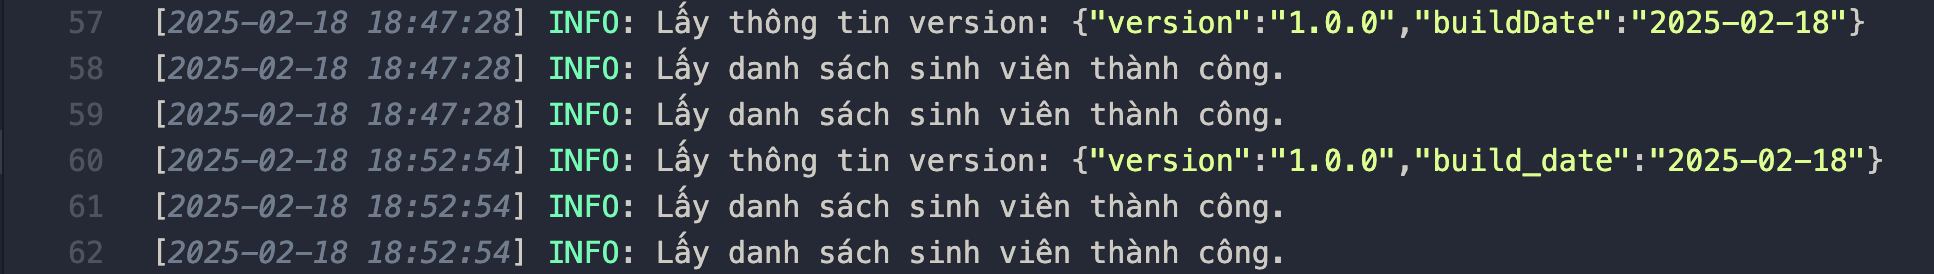 57 [2025-02-18 18:47:28] INFO: Lấy thông tin version: {"version":"1.0.0","buildDate":"2025-02-18"}
58 [2025-02-18 18:47:28] INFO: Lấy danh sách sinh viên thành công.
59 [2025-02-18 18:47:28] INFO: Lấy danh sách sinh viên thành công.
60 [2025-02-18 18:52:54] INFO: Lấy thông tin version: {"version":"1.0.0","build_date":"2025-02-18"}
61 [2025-02-18 18:52:54] INFO: Lấy danh sách sinh viên thành công.
62 [2025-02-18 18:52:54] INFO: Lấy danh sách sinh viên thành công.